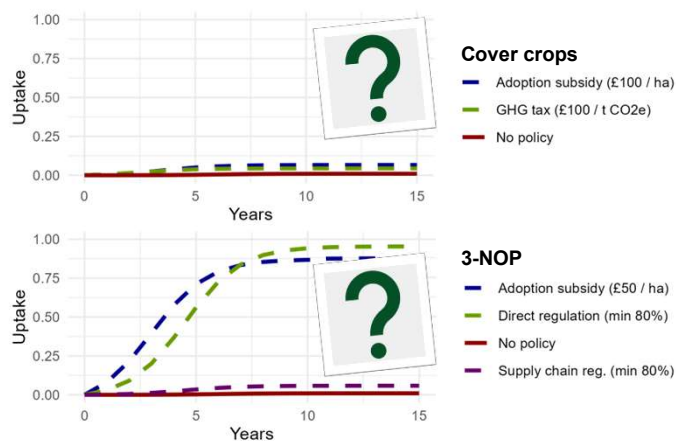 1.00
0.75
0.50
0.25
0.00
Uptake
0 5 10 15
Years
?
Cover crops
Adoption subsidy (£100 / ha)
GHG tax (£100 / t CO2e)
No policy
1.00
0.75
0.50
0.25
0.00
Uptake
0 5 10 15
Years
?
3-NOP
Adoption subsidy (£50 / ha)
Direct regulation (min 80%)
No policy
Supply chain reg. (min 80%)